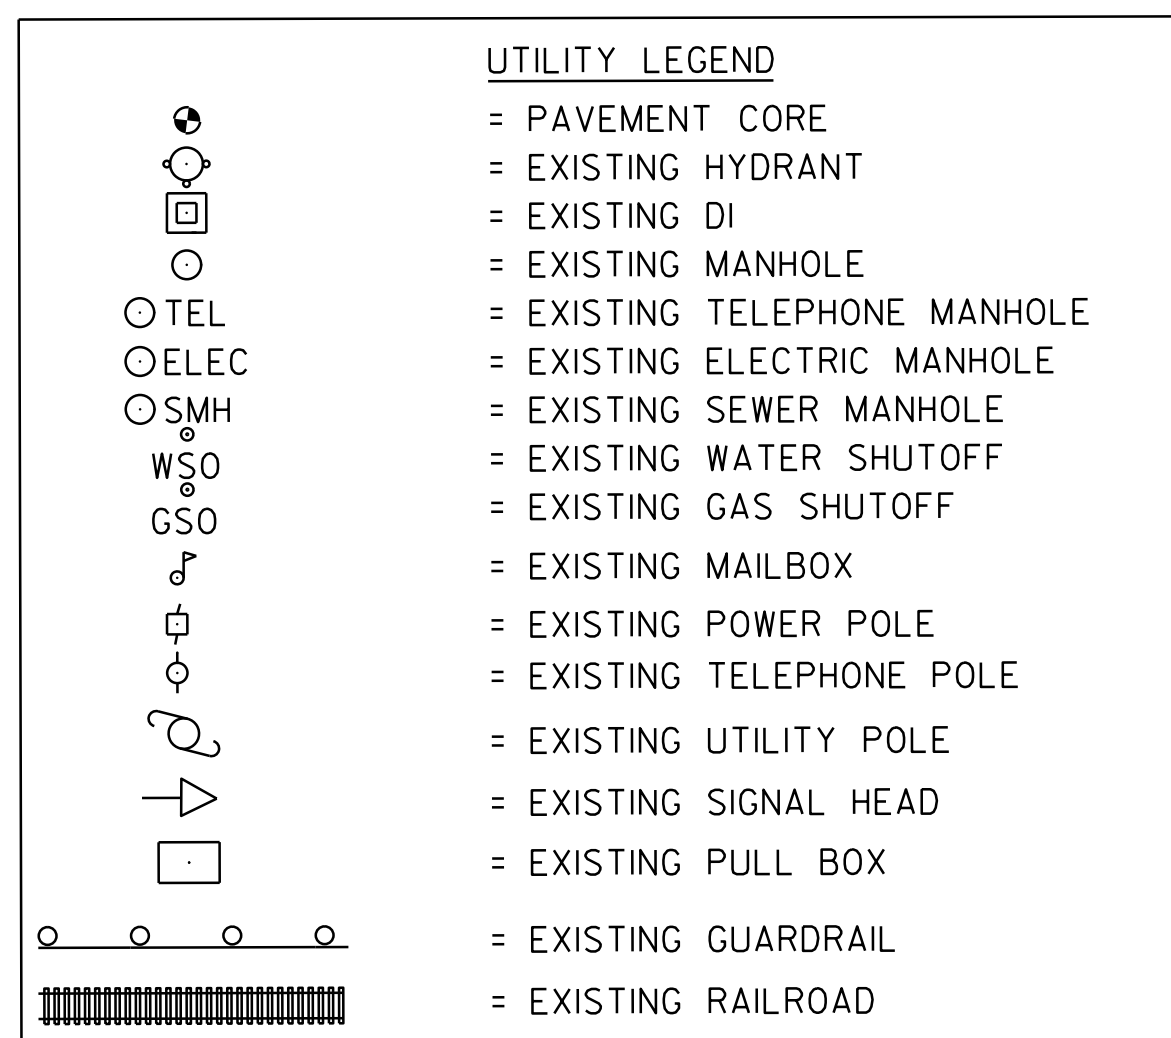 UTILITY LEGEND
= PAVEMENT CORE
= EXISTING HYDRANT
= EXISTING DI
= EXISTING MANHOLE
TEL = EXISTING TELEPHONE MANHOLE
ELEC = EXISTING ELECTRIC MANHOLE
SMH = EXISTING SEWER MANHOLE
WSO = EXISTING WATER SHUTOFF
GSO = EXISTING GAS SHUTOFF
= EXISTING MAILBOX
= EXISTING POWER POLE
= EXISTING TELEPHONE POLE
= EXISTING UTILITY POLE
= EXISTING SIGNAL HEAD
= EXISTING PULL BOX
= EXISTING GUARDRAIL
= EXISTING RAILROAD